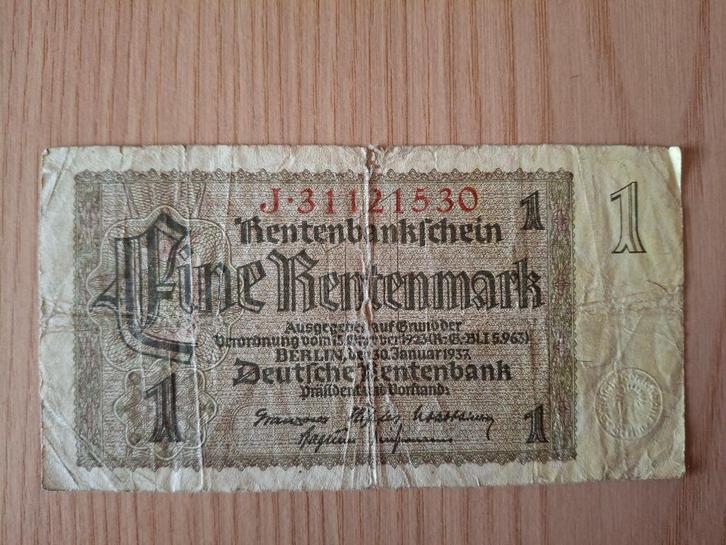 J·31121530
1
1
Rentenbankschein
Eine Rentenmark
Ausgegeben auf Grund der
Verordnung vom 15. Oktober 1923 (R.-G.-Bl. I S. 963)
BERLIN, den 30. Januar 1937.
Deutsche Rentenbank
Präsident und Vorstand:
1
1